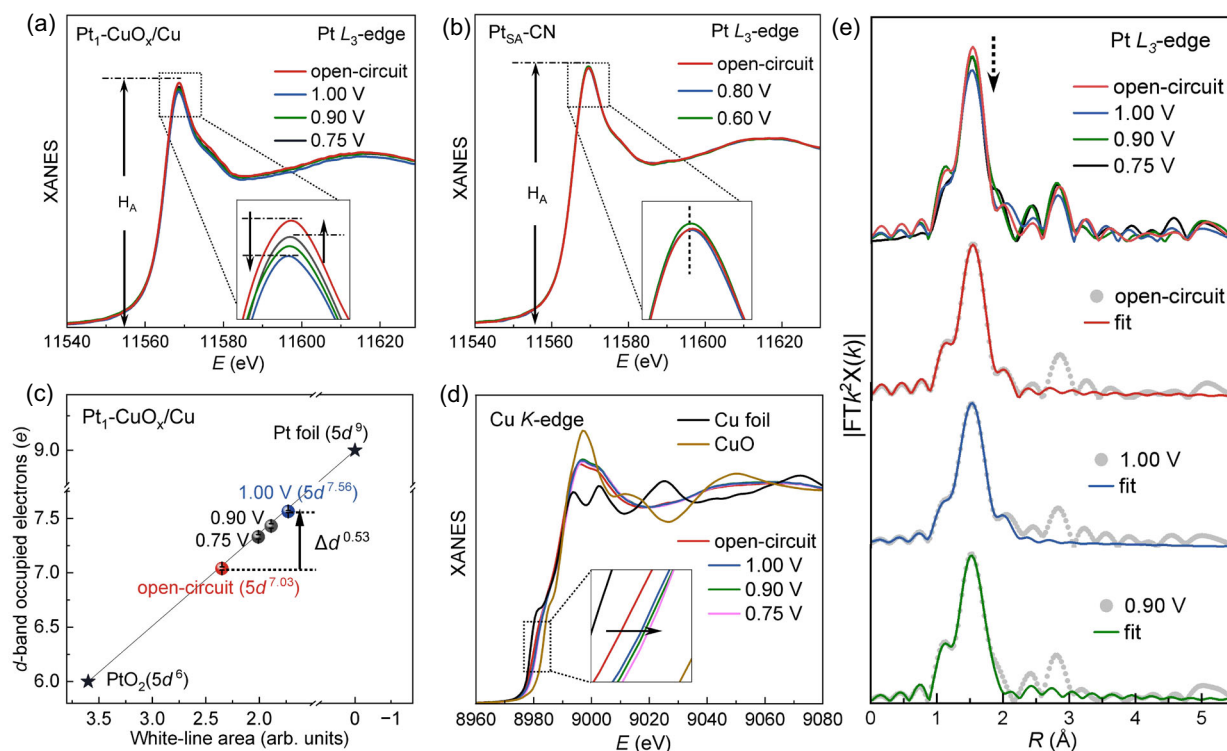 (a)
Pt₁-CuOₓ/Cu
Pt L₃-edge
open-circuit
1.00 V
0.90 V
0.75 V
H_A
XANES
11540 11560 11580 11600 11620
E (eV)
(b)
Pt_SA-CN
Pt L₃-edge
open-circuit
0.80 V
0.60 V
H_A
XANES
11540 11560 11580 11600 11620
E (eV)
(c)
Pt₁-CuOₓ/Cu
Pt foil (5d⁹)
1.00 V (5d⁷·⁵⁶)
0.90 V
0.75 V
Δd⁰·⁵³
open-circuit (5d⁷·⁰³)
PtO₂(5d⁶)
9.0
7.5
7.0
6.5
6.0
d-band occupied electrons (e)
3.5 3.0 2.5 2.0 0 −1
White-line area (arb. units)
(d)
Cu K-edge
Cu foil
CuO
open-circuit
1.00 V
0.90 V
0.75 V
XANES
8960 8980 9000 9020 9040 9060 9080
E (eV)
(e)
Pt L₃-edge
open-circuit
1.00 V
0.90 V
0.75 V
open-circuit
fit
1.00 V
fit
0.90 V
fit
|FTk²X(k)|
0 1 2 3 4 5
R (Å)